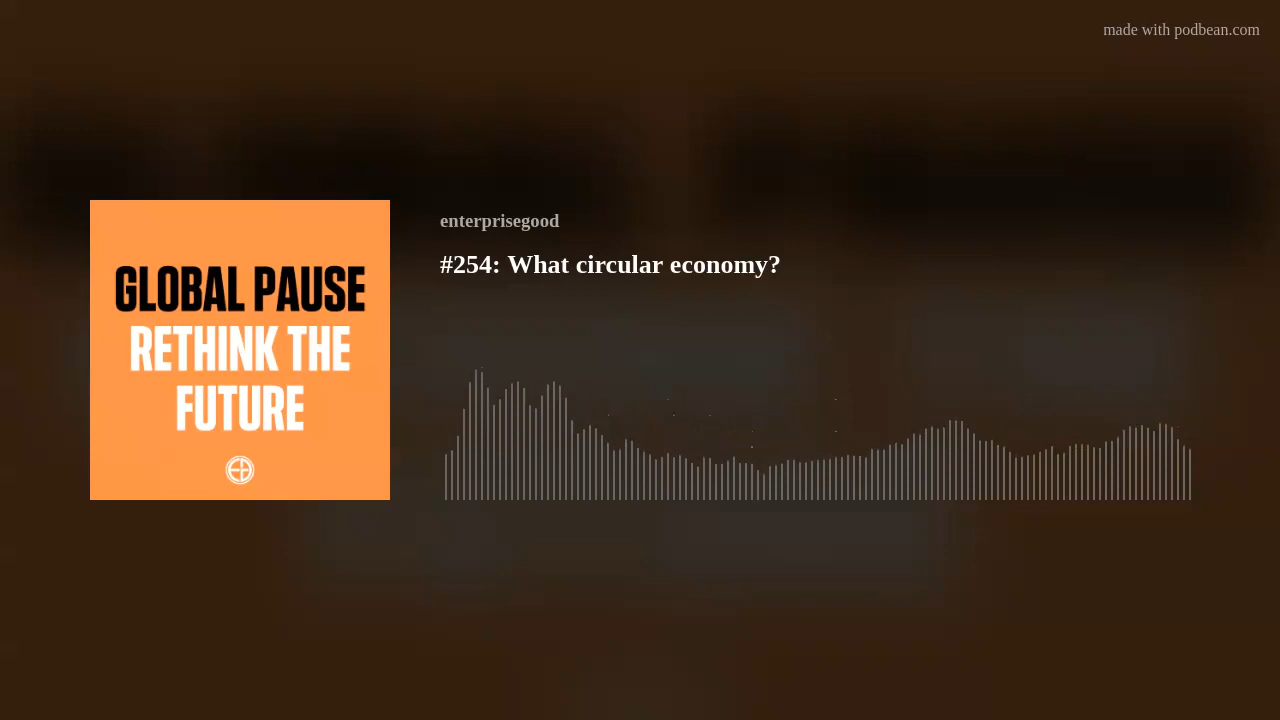 made with podbean.com
GLOBAL PAUSE
RETHINK THE
FUTURE
enterprisegood
#254: What circular economy?